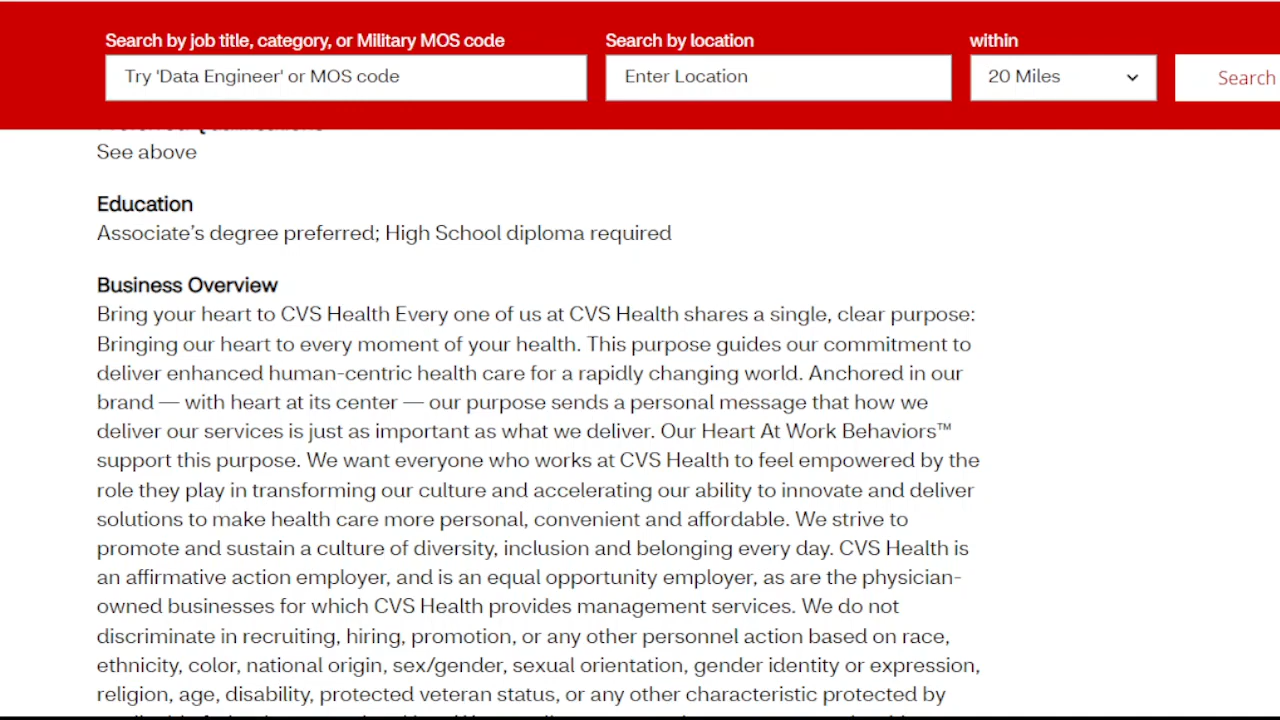 Search by job title, category, or Military MOS code
Search by location
within
Try 'Data Engineer' or MOS code
Enter Location
20 Miles
Search
See above
Education
Associate’s degree preferred; High School diploma required
Business Overview
Bring your heart to CVS Health Every one of us at CVS Health shares a single, clear purpose:
Bringing our heart to every moment of your health. This purpose guides our commitment to
deliver enhanced human-centric health care for a rapidly changing world. Anchored in our
brand — with heart at its center — our purpose sends a personal message that how we
deliver our services is just as important as what we deliver. Our Heart At Work Behaviors™
support this purpose. We want everyone who works at CVS Health to feel empowered by the
role they play in transforming our culture and accelerating our ability to innovate and deliver
solutions to make health care more personal, convenient and affordable. We strive to
promote and sustain a culture of diversity, inclusion and belonging every day. CVS Health is
an affirmative action employer, and is an equal opportunity employer, as are the physician-
owned businesses for which CVS Health provides management services. We do not
discriminate in recruiting, hiring, promotion, or any other personnel action based on race,
ethnicity, color, national origin, sex/gender, sexual orientation, gender identity or expression,
religion, age, disability, protected veteran status, or any other characteristic protected by